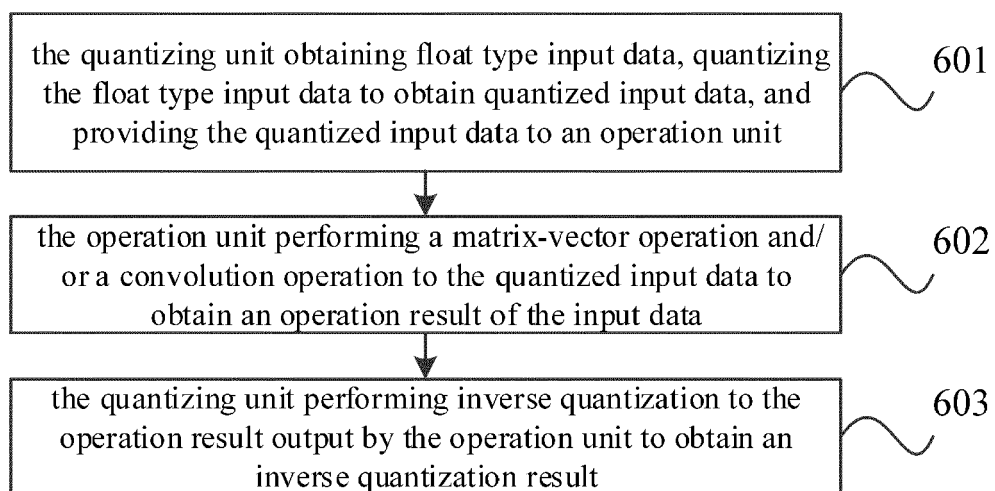 the quantizing unit obtaining float type input data, quantizing
the float type input data to obtain quantized input data, and
providing the quantized input data to an operation unit
601
the operation unit performing a matrix-vector operation and/
or a convolution operation to the quantized input data to
obtain an operation result of the input data
602
the quantizing unit performing inverse quantization to the
operation result output by the operation unit to obtain an
inverse quantization result
603